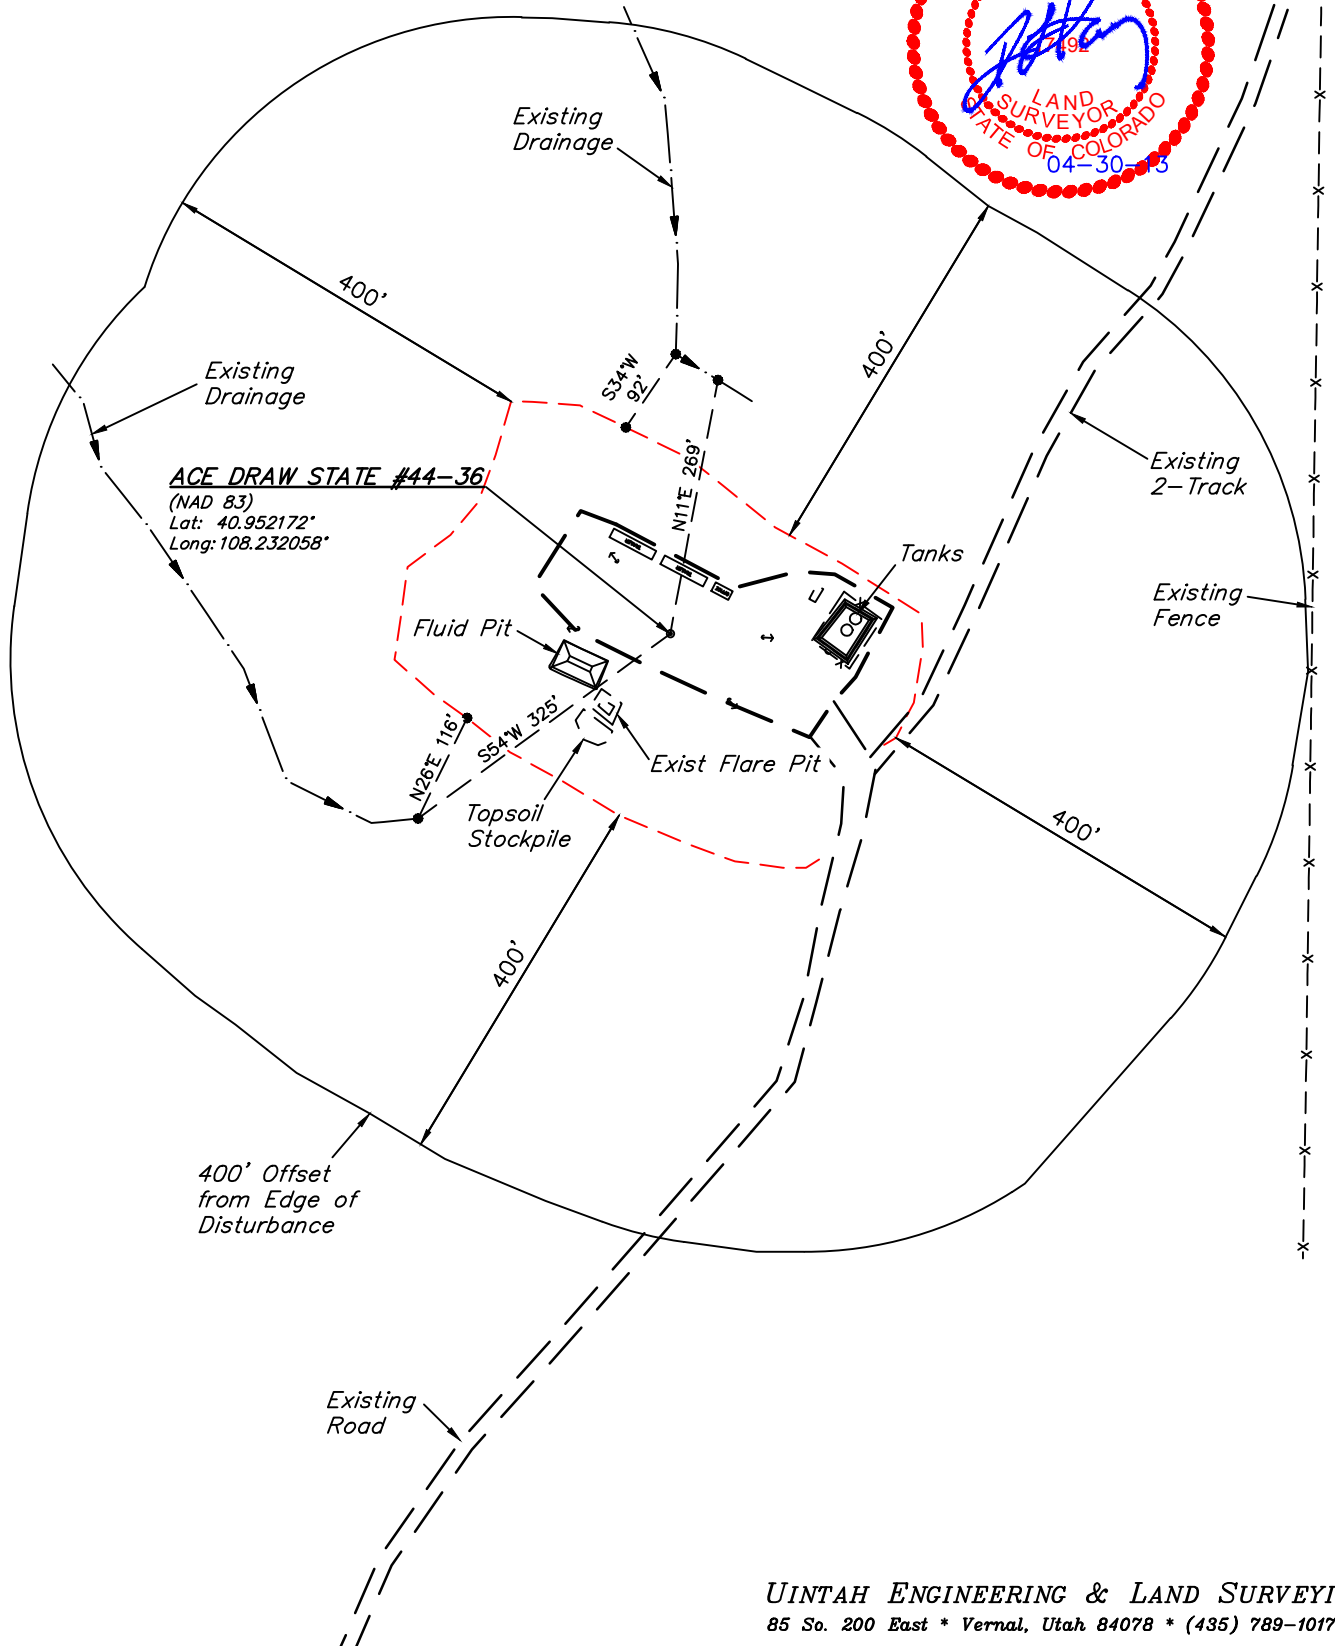 7492
LAND
SURVEYOR
STATE OF COLORADO
04-30-13
Existing
Drainage
400'
400'
S34°W
92'
Existing
Drainage
N11°E 269'
ACE DRAW STATE #44-36
(NAD 83)
Lat: 40.952172°
Long: 108.232058°
Existing
2-Track
Tanks
Existing
Fence
Fluid Pit
N26°E 116'
S54°W 325'
Exist Flare Pit
Topsoil
Stockpile
400'
400'
400' Offset
from Edge of
Disturbance
Existing
Road
UINTAH ENGINEERING & LAND SURVEYI
85 So. 200 East * Vernal, Utah 84078 * (435) 789-1017